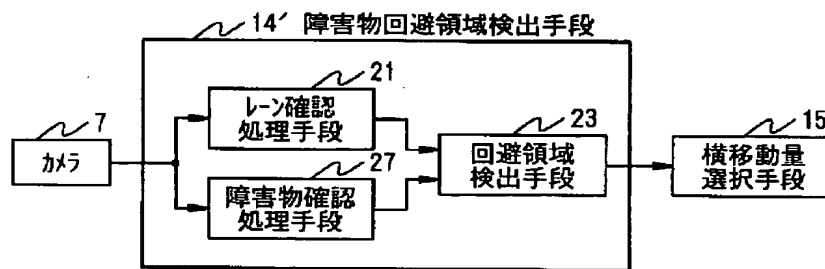 14′ 障害物回避領域検出手段
21
レーン確認
処理手段
7
カメラ
27
障害物確認
処理手段
23
回避領域
検出手段
15
横移動量
選択手段